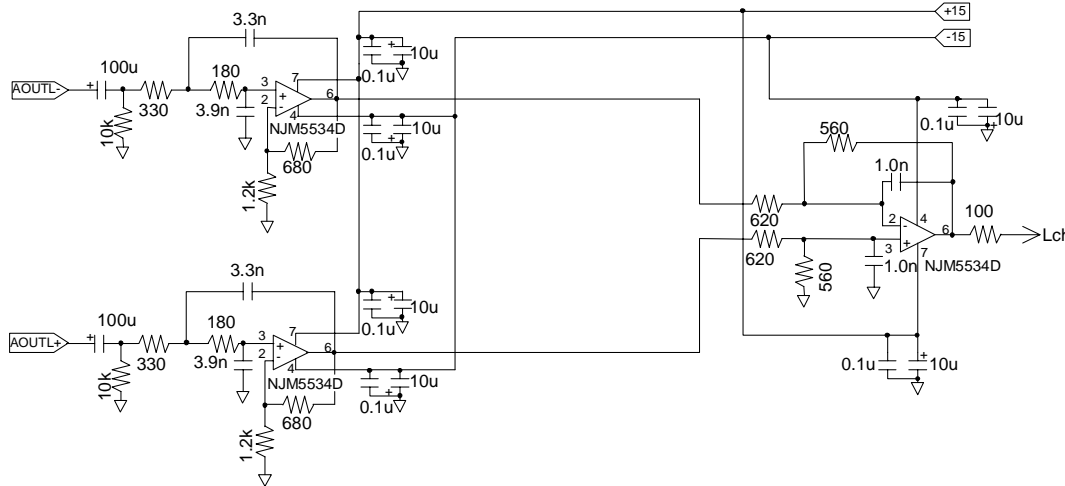 +15
3.3n
-15
+
10u
100u
180
0.1u
AOUTL-
+
3
7
330
3.9n
2
+
-
6
4
10k
NJM5534D
10u
0.1u
+
680
1.2k
0.1u
10u
+
560
1.0n
620
2
-
4
100
6
Lch
3
+
7
620
1.0n
NJM5534D
560
3.3n
+
10u
100u
180
0.1u
AOUTL+
+
3
7
330
3.9n
2
+
-
6
4
10k
NJM5534D
10u
0.1u
+
680
1.2k
0.1u
+
10u